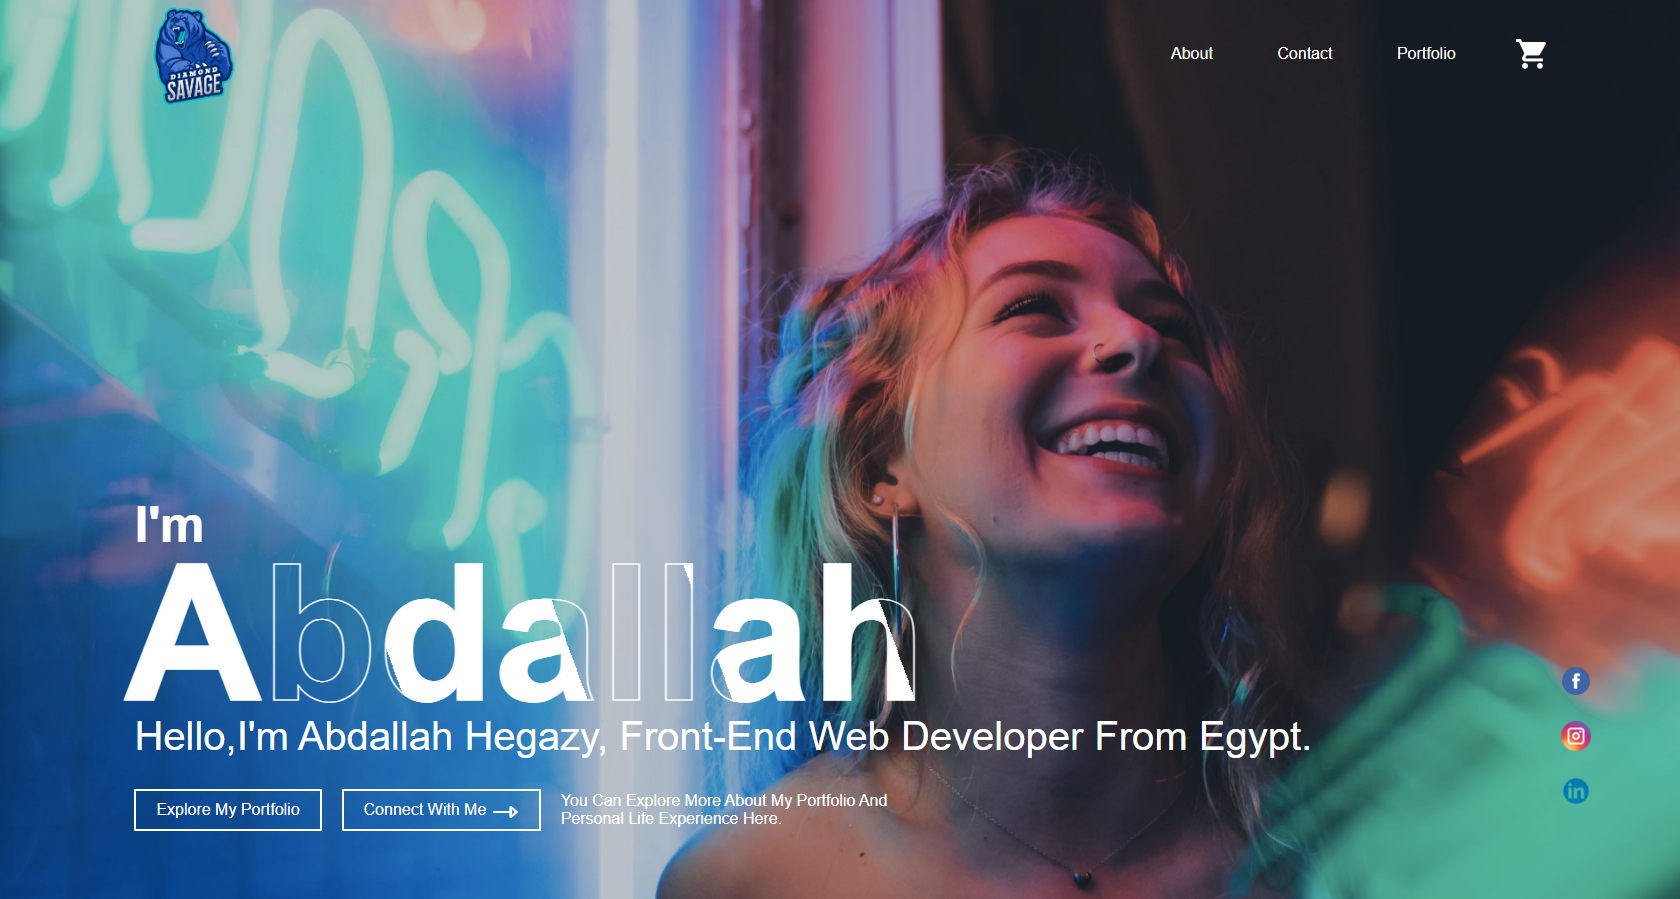 DIAMOND
SAVAGE
About
Contact
Portfolio
I'm
Abdallah
Hello,I'm Abdallah Hegazy, Front-End Web Developer From Egypt.
Explore My Portfolio
Connect With Me
You Can Explore More About My Portfolio And
Personal Life Experience Here.